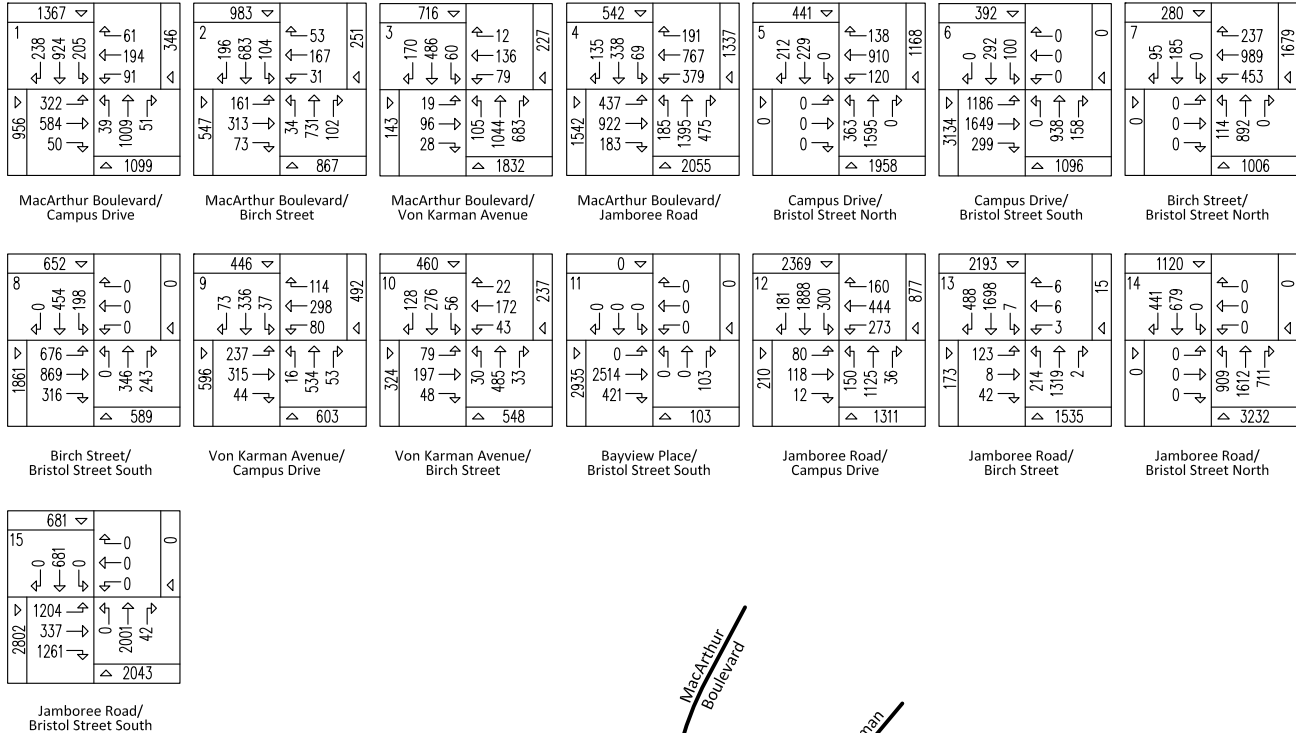 1367
1
238 924 205
61
194
91
346
956
322
584
50
39 1009 51
1099
MacArthur Boulevard/
Campus Drive
983
2
196 683 104
53
167
31
251
547
161
313
73
34 731 102
867
MacArthur Boulevard/
Birch Street
716
3
170 486 60
12
136
79
227
143
19
96
28
105 1044 683
1832
MacArthur Boulevard/
Von Karman Avenue
542
4
135 338 69
191
767
379
1337
1542
437
922
183
185 1395 475
2055
MacArthur Boulevard/
Jamboree Road
441
5
212 229 0
138
910
120
1168
0
0
0
0
363 1595 0
1958
Campus Drive/
Bristol Street North
392
6
0 292 100
0
0
0
0
3134
1186
1649
299
0 938 158
1096
Campus Drive/
Bristol Street South
280
7
95 185 0
237
989
453
1679
0
0
0
0
114 892 0
1006
Birch Street/
Bristol Street North
652
8
0 454 198
0
0
0
0
1861
676
869
316
0 346 243
589
Birch Street/
Bristol Street South
446
9
73 336 37
114
298
80
492
596
237
315
44
16 534 53
603
Von Karman Avenue/
Campus Drive
460
10
128 276 56
22
172
43
237
324
79
197
48
30 485 33
548
Von Karman Avenue/
Birch Street
0
11
0 0 0
0
0
0
0
2935
0
2514
421
0 0 103
103
Bayview Place/
Bristol Street South
2369
12
181 1888 300
160
444
273
877
210
80
118
12
150 1125 36
1311
Jamboree Road/
Campus Drive
2193
13
488 1698 7
6
6
3
15
173
123
8
42
214 1319 2
1535
Jamboree Road/
Birch Street
1120
14
441 679 0
0
0
0
0
0
0
0
0
909 1612 711
3232
Jamboree Road/
Bristol Street North
681
15
0 681 0
0
0
0
0
2802
1204
337
1261
0 2001 42
2043
Jamboree Road/
Bristol Street South
MacArthur
Boulevard
man